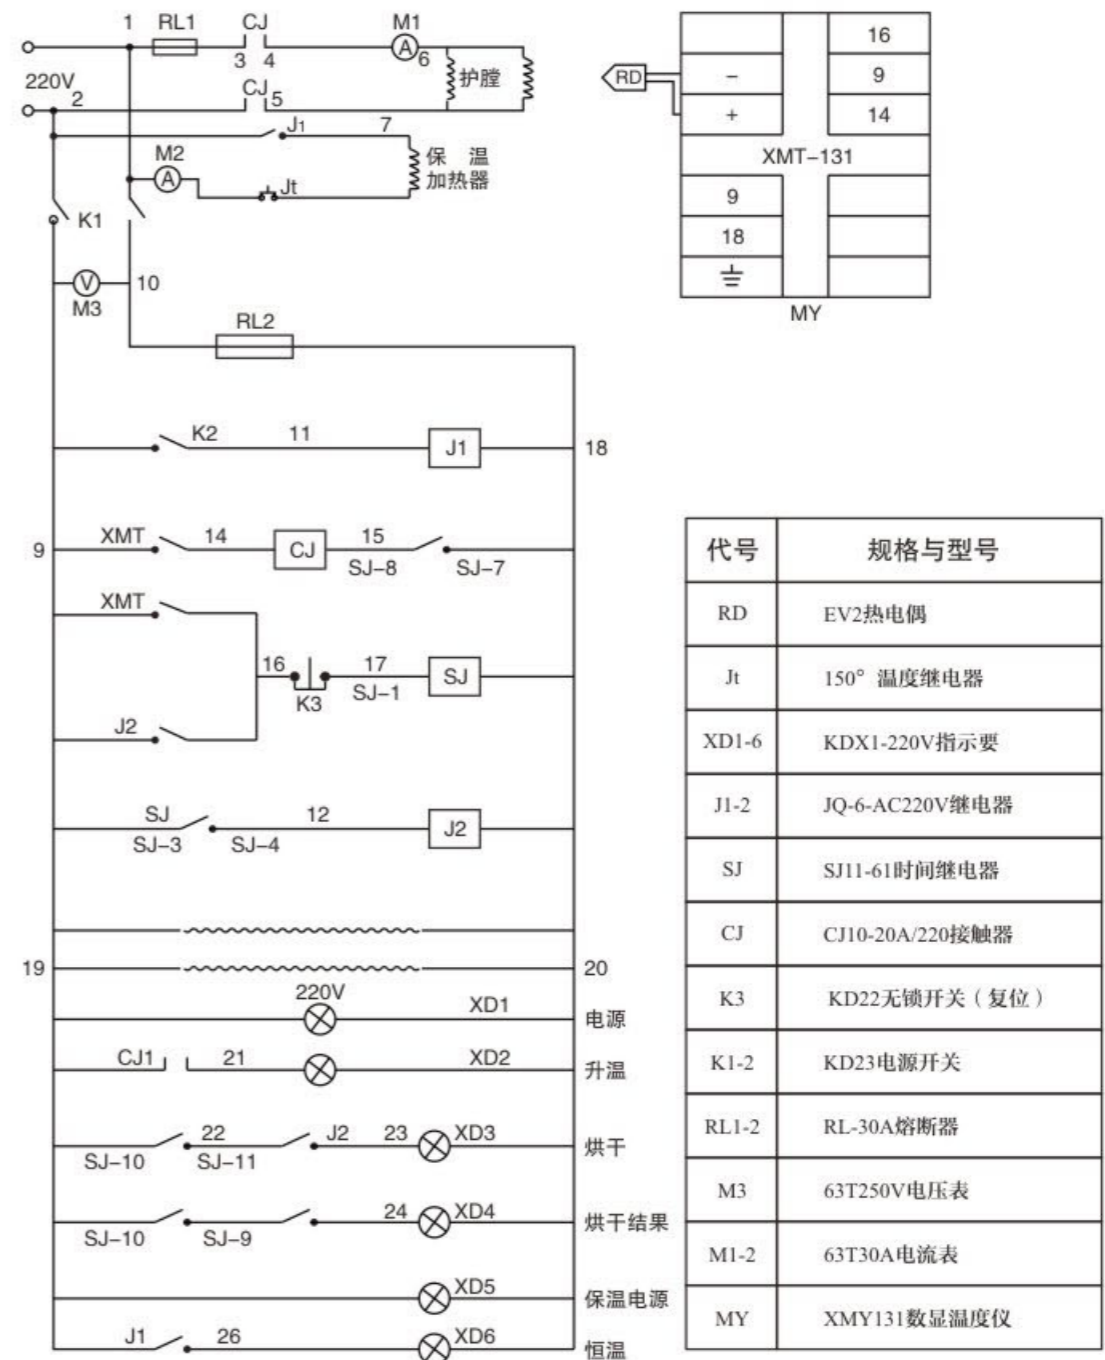 1 RL1 CJ M1
3 4 A 6 护膛
220V 2 CJ 5
J1 7
M2 A Jt 保 温
加热器
K1
V 10
M3
RL2
K2 11 J1 18
9 XMT 14 CJ 15
SJ-8 SJ-7
XMT
16 17 SJ
K3 SJ-1
J2
SJ 12 J2
SJ-3 SJ-4
19 20
220V XD1 电源
CJ1 21 XD2 升温
22 J2 23 XD3 烘干
SJ-10 SJ-11
24 XD4 烘干结果
SJ-10 SJ-9
XD5 保温电源
J1 26 XD6 恒温
16
RD - 9
+ 14
XMT-131
9
18
MY
代号 规格与型号
RD EV2热电偶
Jt 150° 温度继电器
XD1-6 KDX1-220V指示要
J1-2 JQ-6-AC220V继电器
SJ SJ11-61时间继电器
CJ CJ10-20A/220接触器
K3 KD22无锁开关（复位）
K1-2 KD23电源开关
RL1-2 RL-30A熔断器
M3 63T250V电压表
M1-2 63T30A电流表
MY XMY131数显温度仪